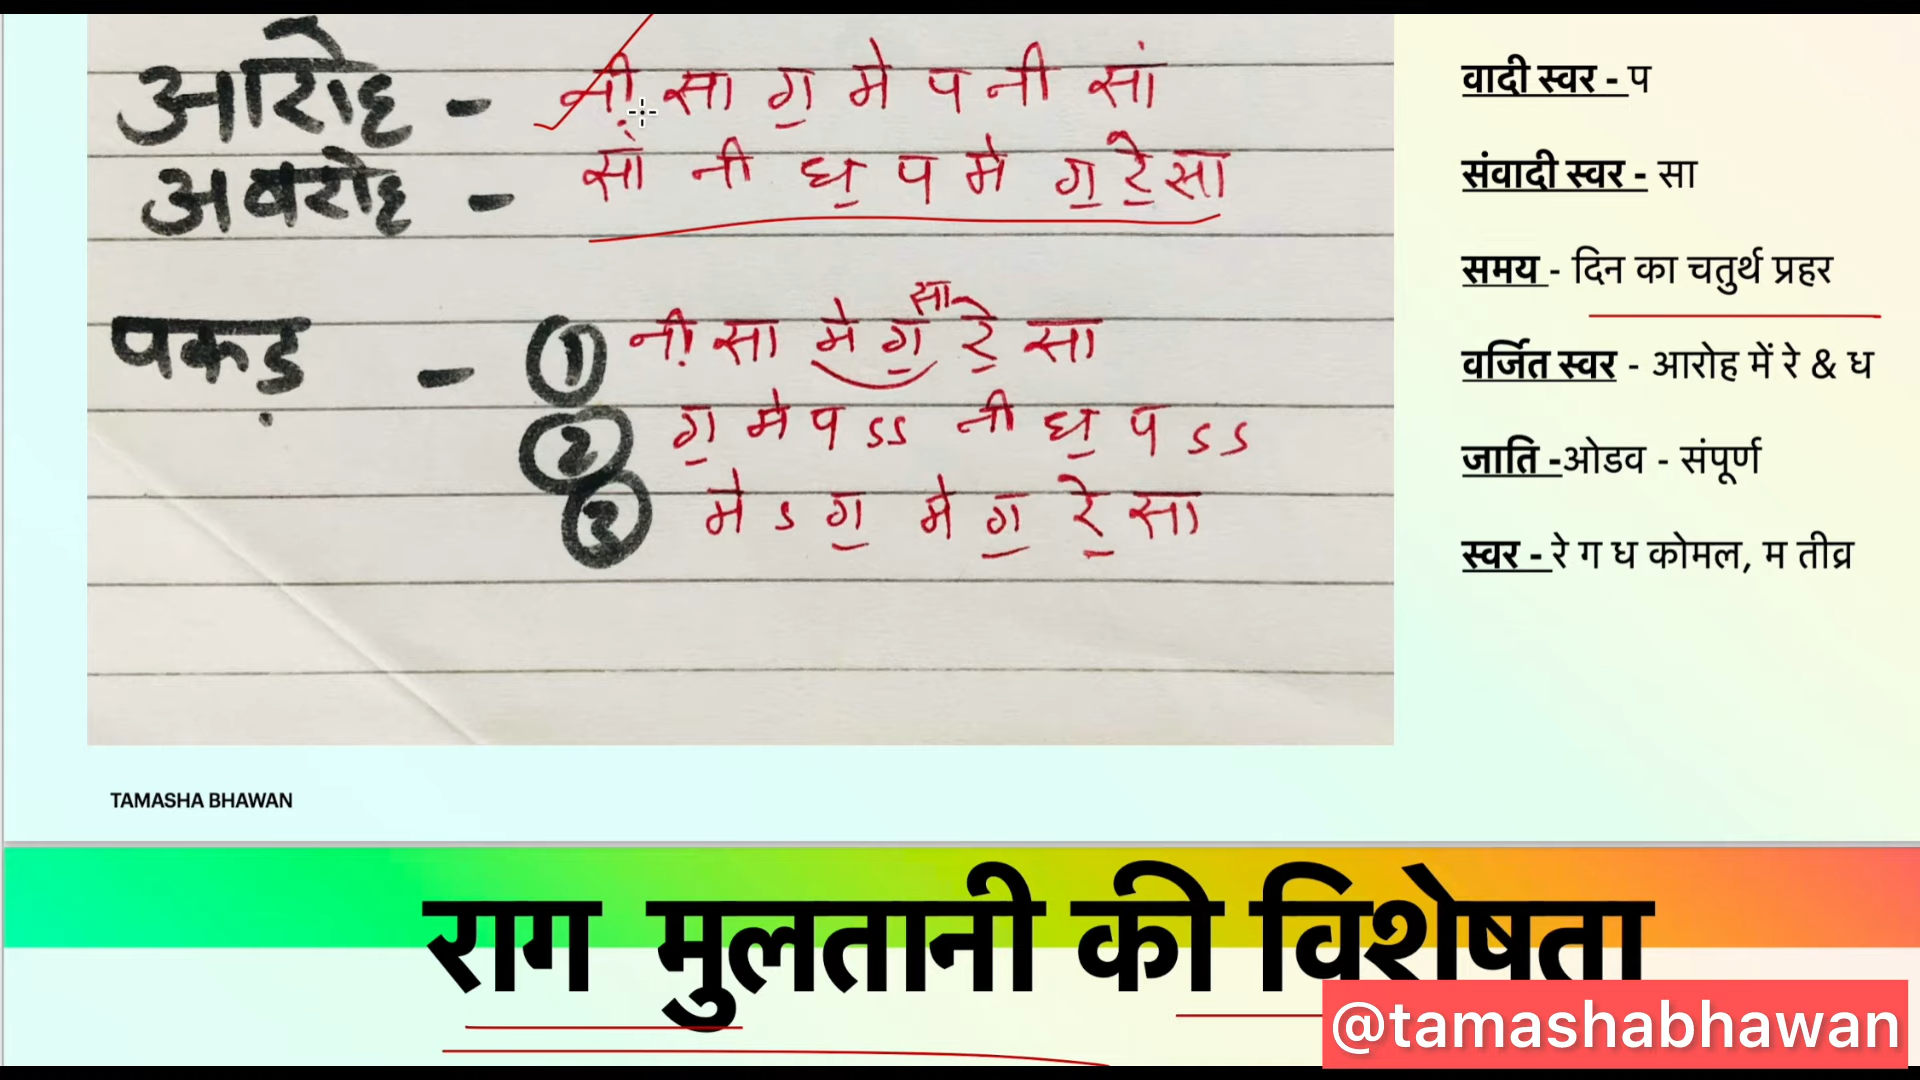 आरोह - नी़ सा ग॒ मे प नी सां
अवरोह - सां नी ध॒ प मे ग॒ रे॒ सा
सा
पकड़ - 1 नी़ सा मे ग॒ रे॒ सा
2 ग॒ मे प ऽऽ नी ध॒ प ऽऽ
3 मे ऽ ग॒ मे ग॒ रे॒ सा
वादी स्वर - प
संवादी स्वर - सा
समय - दिन का चतुर्थ प्रहर
वर्जित स्वर - आरोह में रे & ध
जाति -ओडव - संपूर्ण
स्वर - रे ग ध कोमल, म तीव्र
TAMASHA BHAWAN
राग मुलतानी की विशेषता
@tamashabhawan